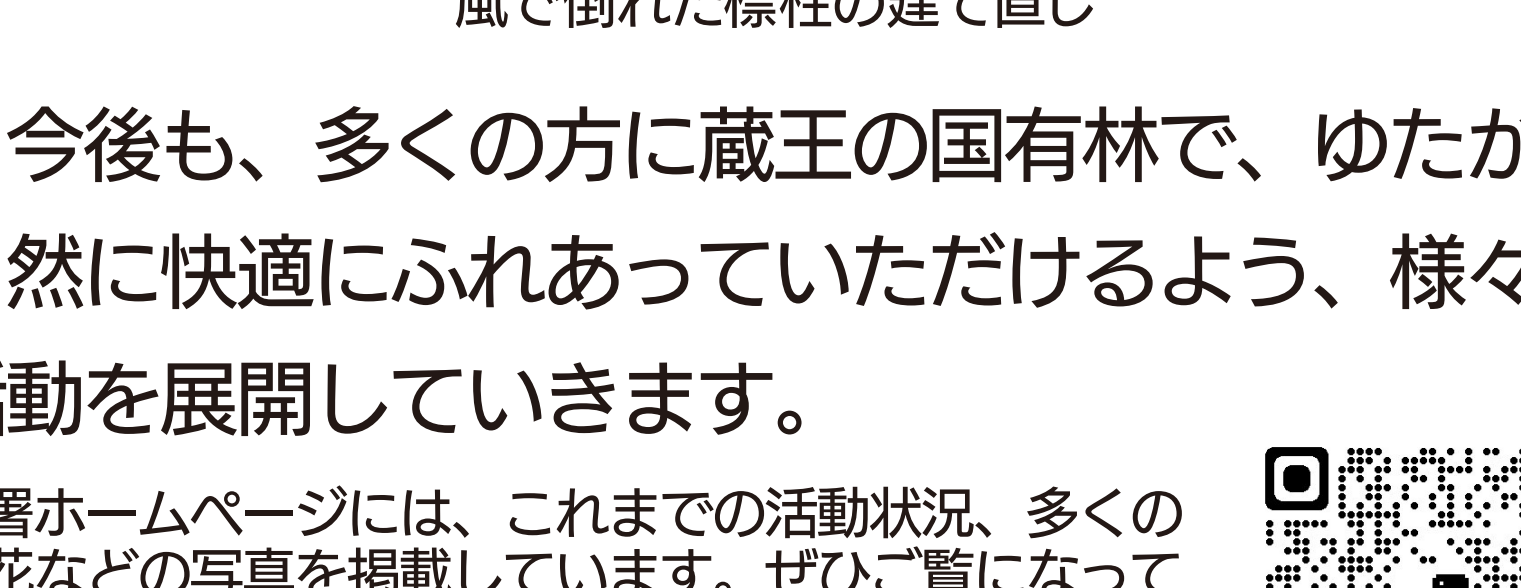 風で倒れた標柱の建て直し
今後も、多くの方に蔵王の国有林で、ゆたか
然に快適にふれあっていただけるよう、様々
活動を展開していきます。
署ホームページには、これまでの活動状況、多くの
花などの写真を掲載しています。ぜひご覧になって